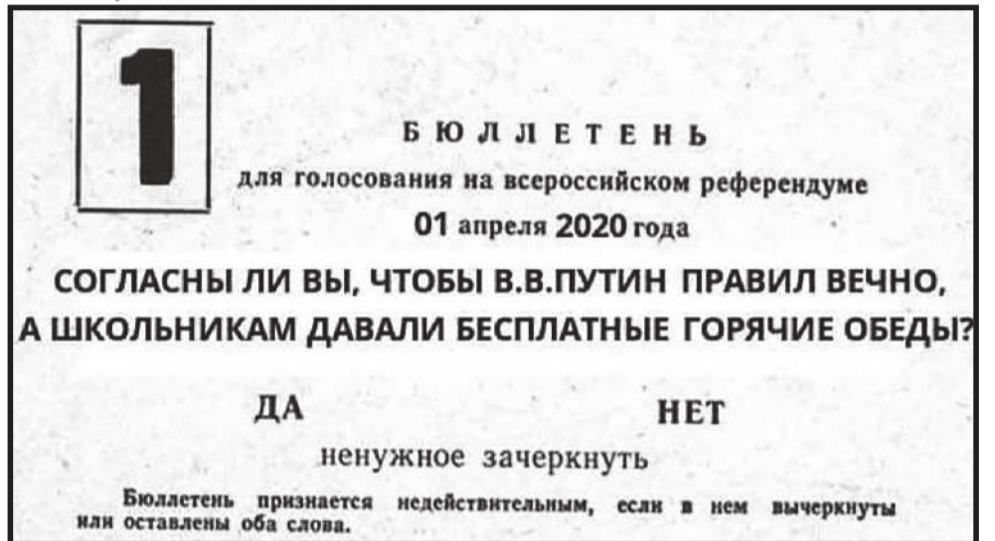 1
БЮЛЛЕТЕНЬ
для голосования на всероссийском референдуме
01 апреля 2020 года
СОГЛАСНЫ ЛИ ВЫ, ЧТОБЫ В.В.ПУТИН ПРАВИЛ ВЕЧНО,
А ШКОЛЬНИКАМ ДАВАЛИ БЕСПЛАТНЫЕ ГОРЯЧИЕ ОБЕДЫ?
ДА НЕТ
ненужное зачеркнуть
Бюллетень признается недействительным, если в нем вычеркнуты
или оставлены оба слова.